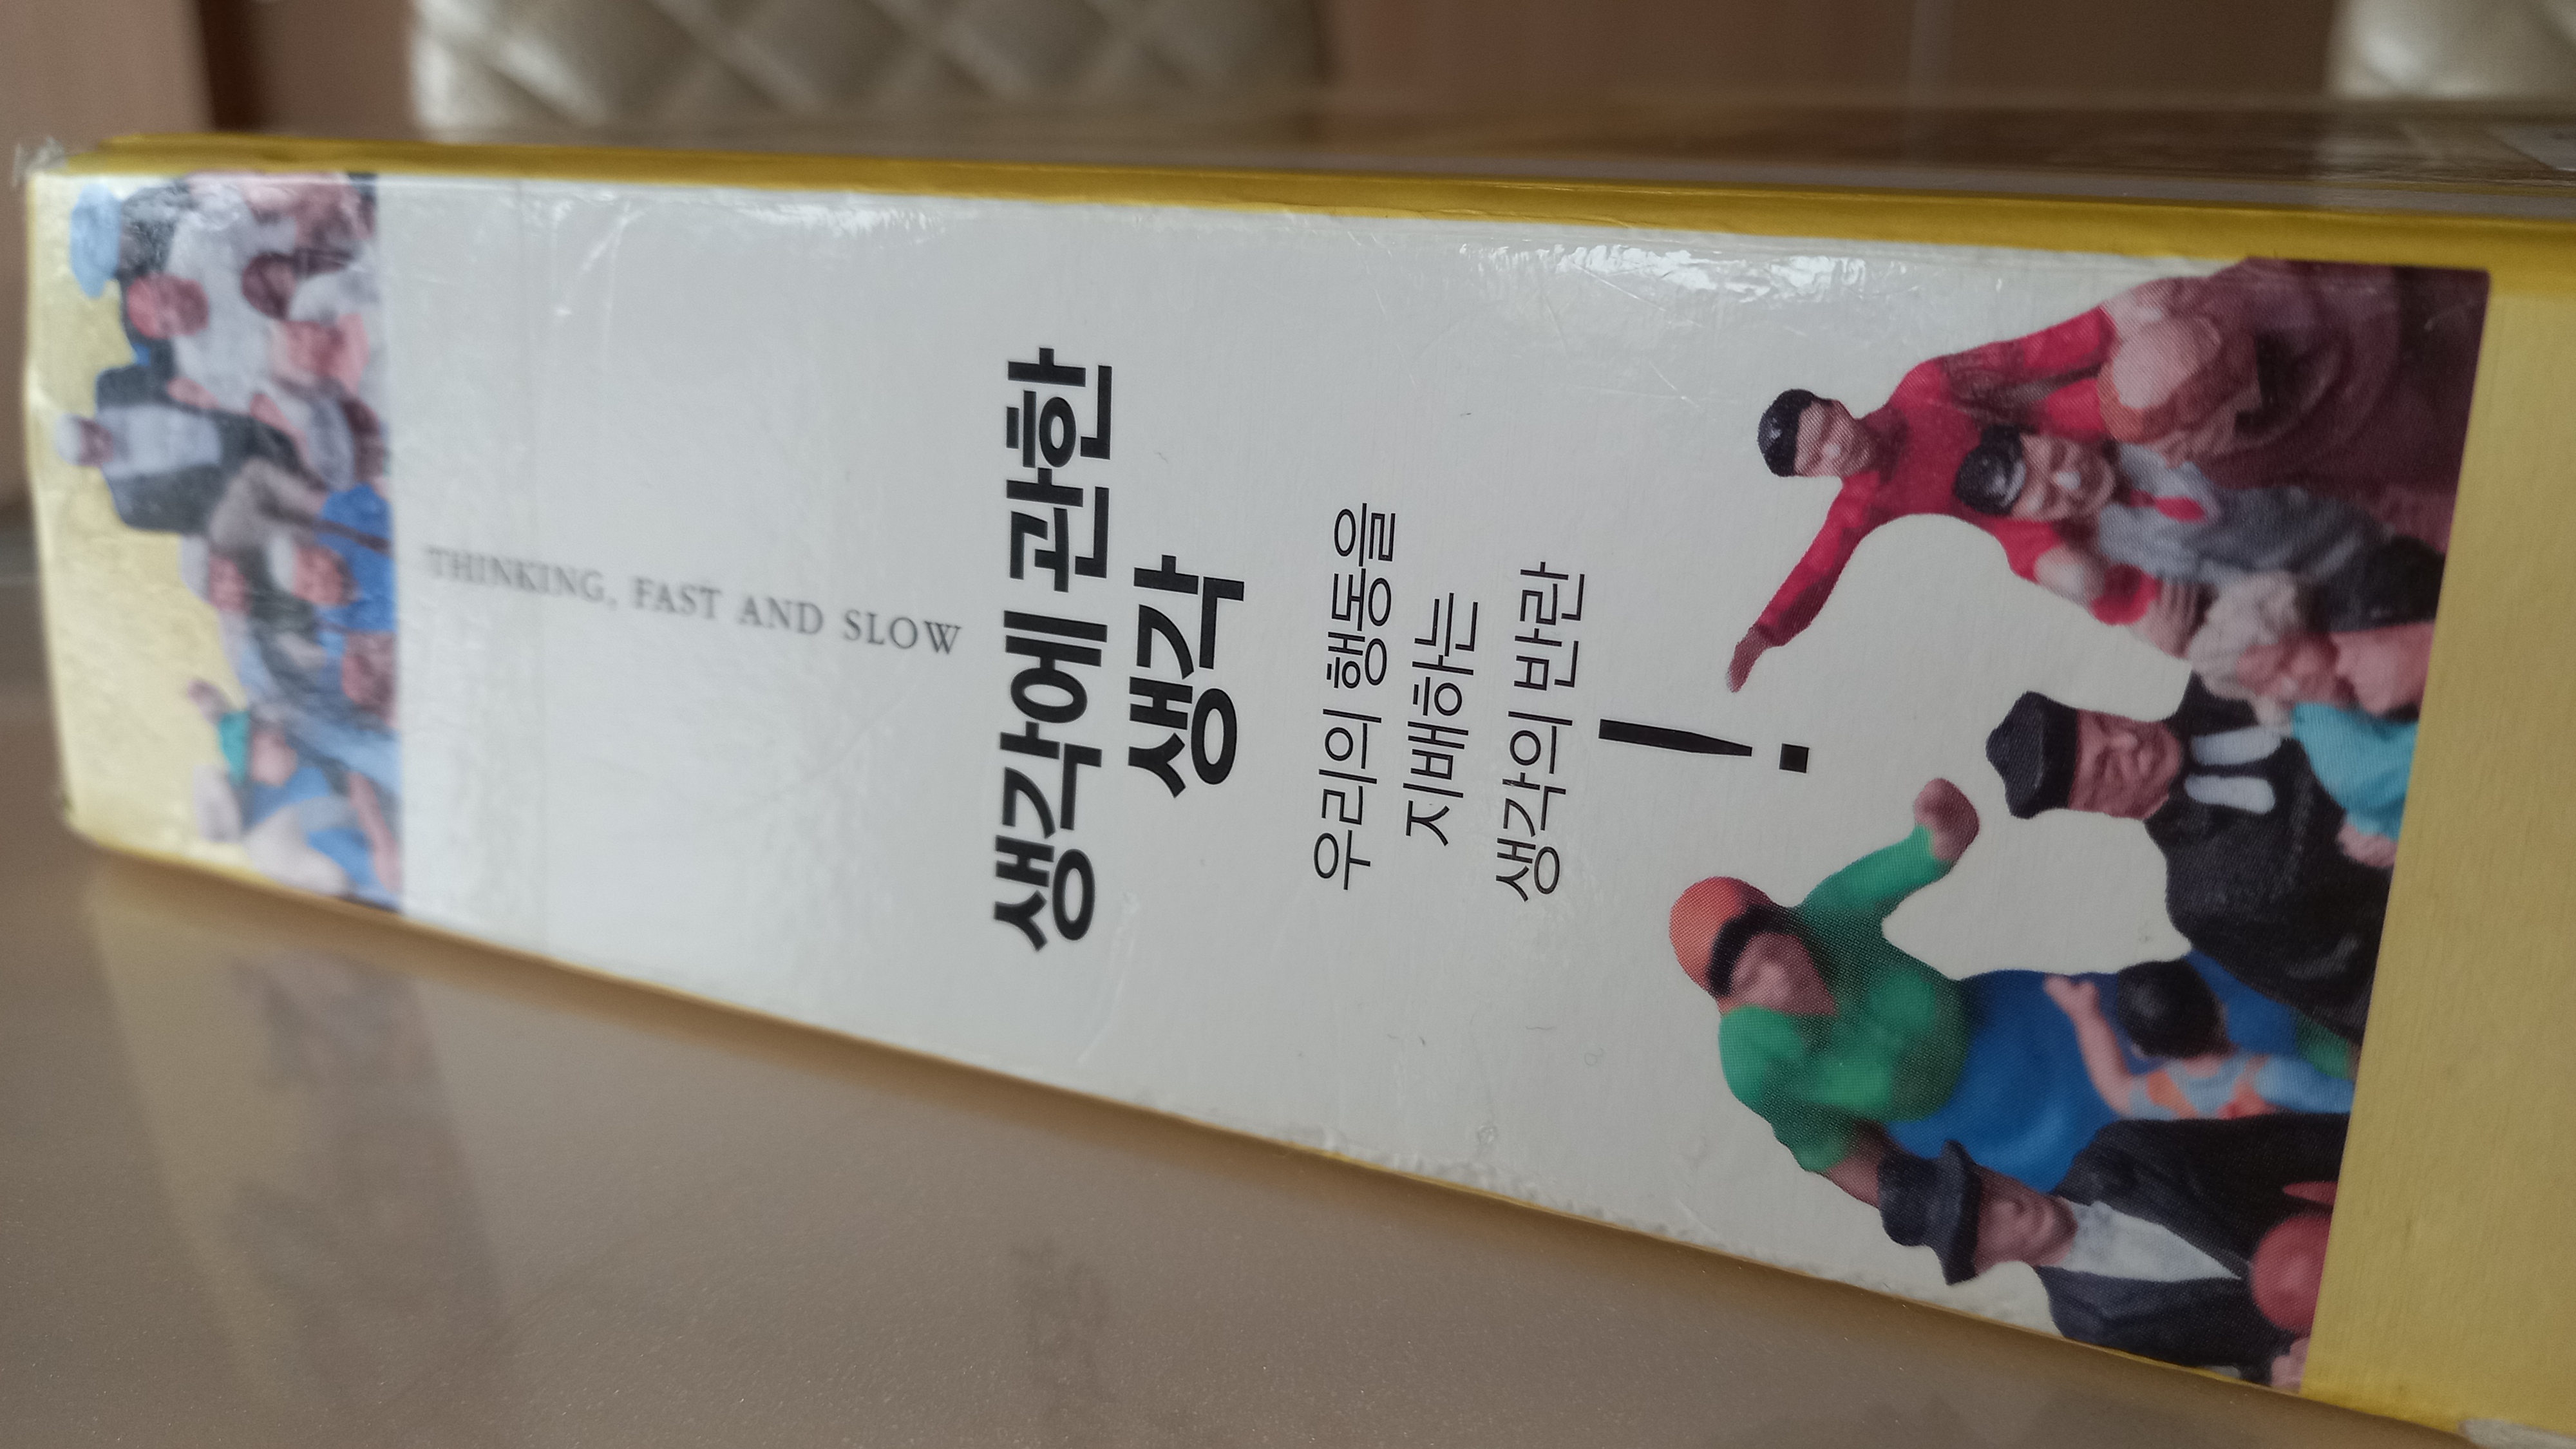 THINKING, FAST AND SLOW
생각에 관한
생각
우리의 행동을
지배하는
생각의 반란
!